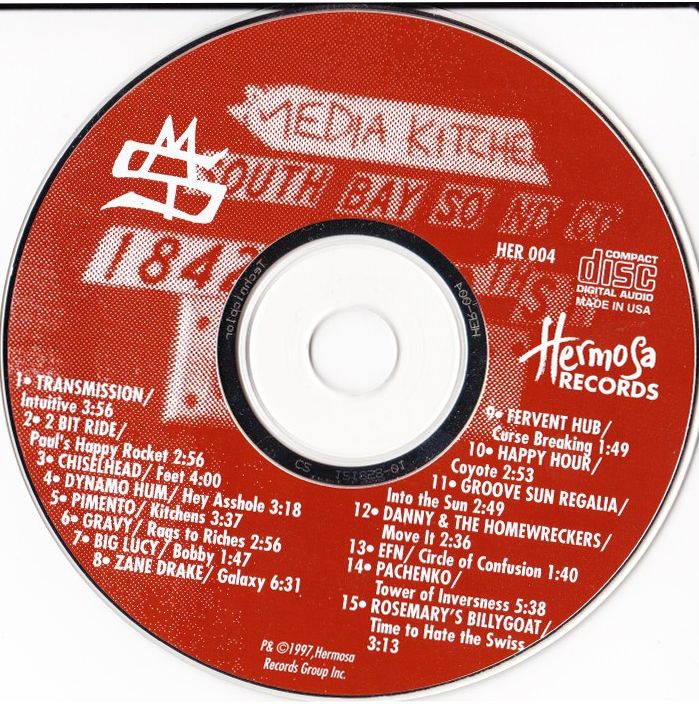 MEDIA KITCHE
SOUTH BAY SO NO CO
184
HER 004
COMPACT
disc
DIGITAL AUDIO
MADE IN USA
Hermosa
RECORDS
Technicolor
HER-004
1• TRANSMISSION/
Intuitive 3:56
2• 2 BIT RIDE/
Paul's Happy Rocket 2:56
3• CHISELHEAD/ Feet 4:00
4• DYNAMO HUM/ Hey Asshole 3:18
5• PIMENTO/ Kitchens 3:37
6• GRAVY/ Rags to Riches 2:56
7• BIG LUCY/ Bobby 1:47
8• ZANE DRAKE/ Galaxy 6:31
9• FERVENT HUB/
Curse Breaking 1:49
10• HAPPY HOUR/
Coyote 2:53
11• GROOVE SUN REGALIA/
Into the Sun 2:49
12• DANNY & THE HOMEWRECKERS/
Move It 2:36
13• EFN/ Circle of Confusion 1:40
14• PACHENKO/
Tower of Inversness 5:38
15• ROSEMARY'S BILLYGOAT/
Time to Hate the Swiss
3:13
P& ©1997,Hermosa
Records Group Inc.